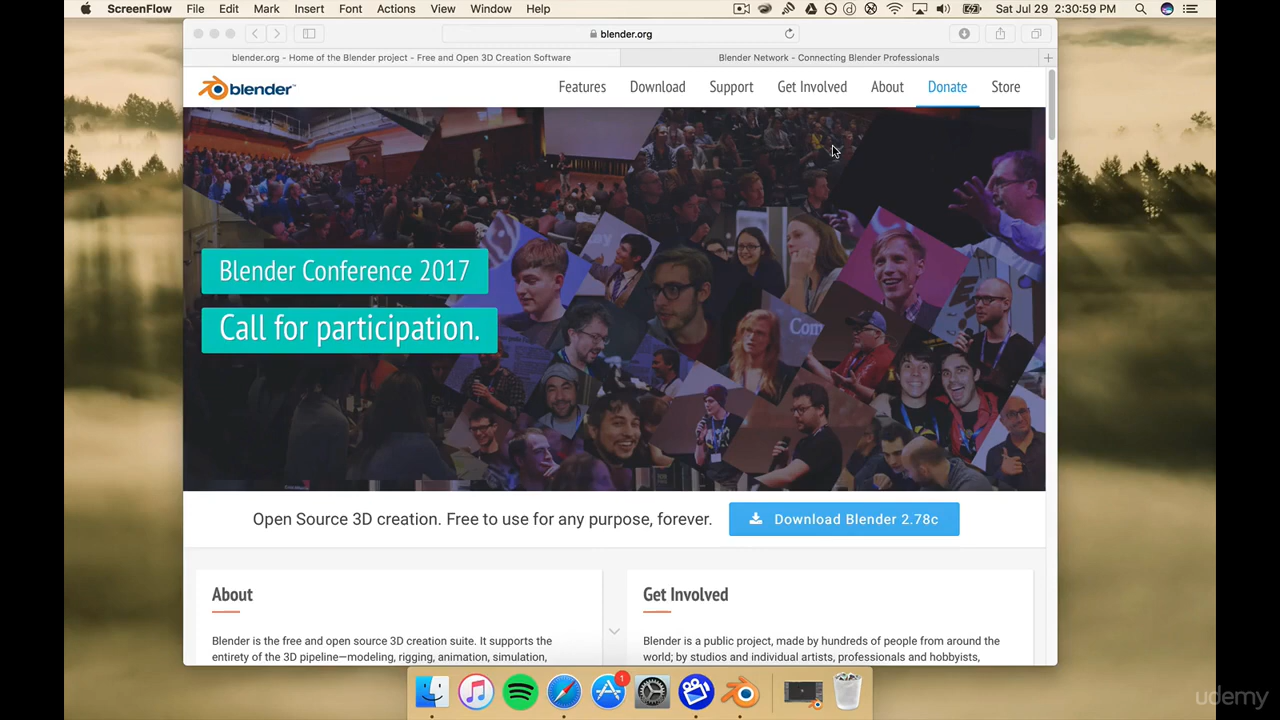 ScreenFlow File Edit Mark Insert Font Actions View Window Help Sat Jul 29 2:30:59 PM
blender.org
blender.org - Home of the Blender project - Free and Open 3D Creation Software
Blender Network - Connecting Blender Professionals
blender™ Features Download Support Get Involved About Donate Store
Blender Conference 2017
Call for participation.
Com
Open Source 3D creation. Free to use for any purpose, forever. Download Blender 2.78c
About
Blender is the free and open source 3D creation suite. It supports the
entirety of the 3D pipeline—modeling, rigging, animation, simulation,
Get Involved
Blender is a public project, made by hundreds of people from around the
world; by studios and individual artists, professionals and hobbyists,
1
udemy